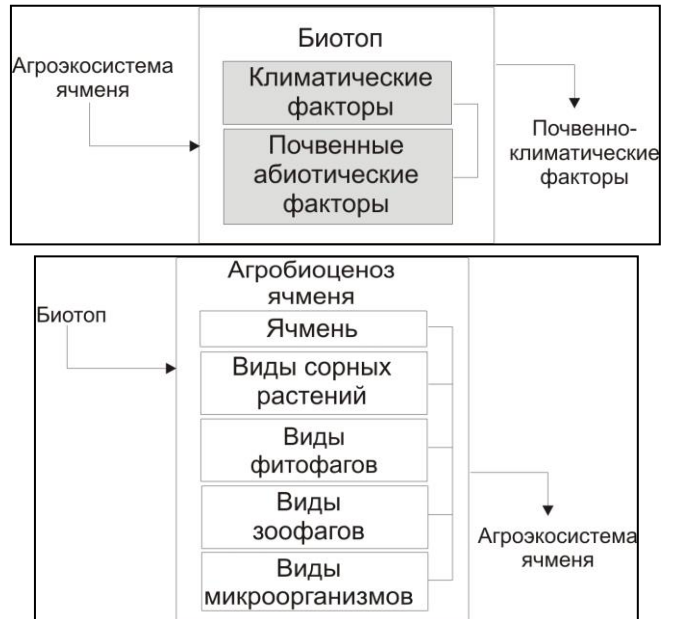 Биотоп
Агроэкосистема
ячменя
Климатические
факторы
Почвенные
абиотические
факторы
Почвенно-
климатические
факторы
Агробиоценоз
ячменя
Биотоп
Ячмень
Виды сорных
растений
Виды
фитофагов
Виды
зоофагов
Виды
микроорганизмов
Агроэкосистема
ячменя